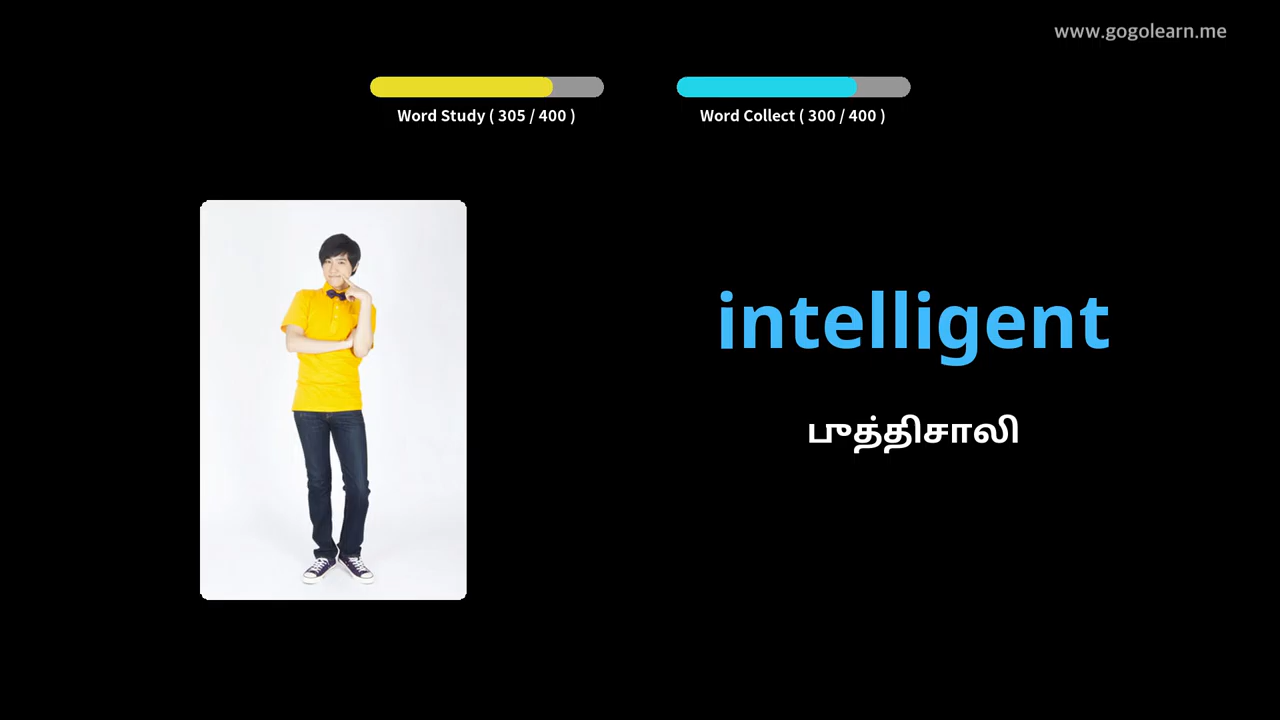 www.gogolearn.me
Word Study ( 305 / 400 )
Word Collect ( 300 / 400 )
intelligent
புத்திசாலி